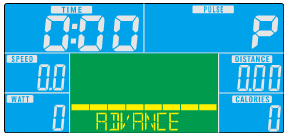 TIME PULSE
0:00 P
SPEED DISTANCE
0.0 0.00
WATT CALORIES
0 0
ADVANCE